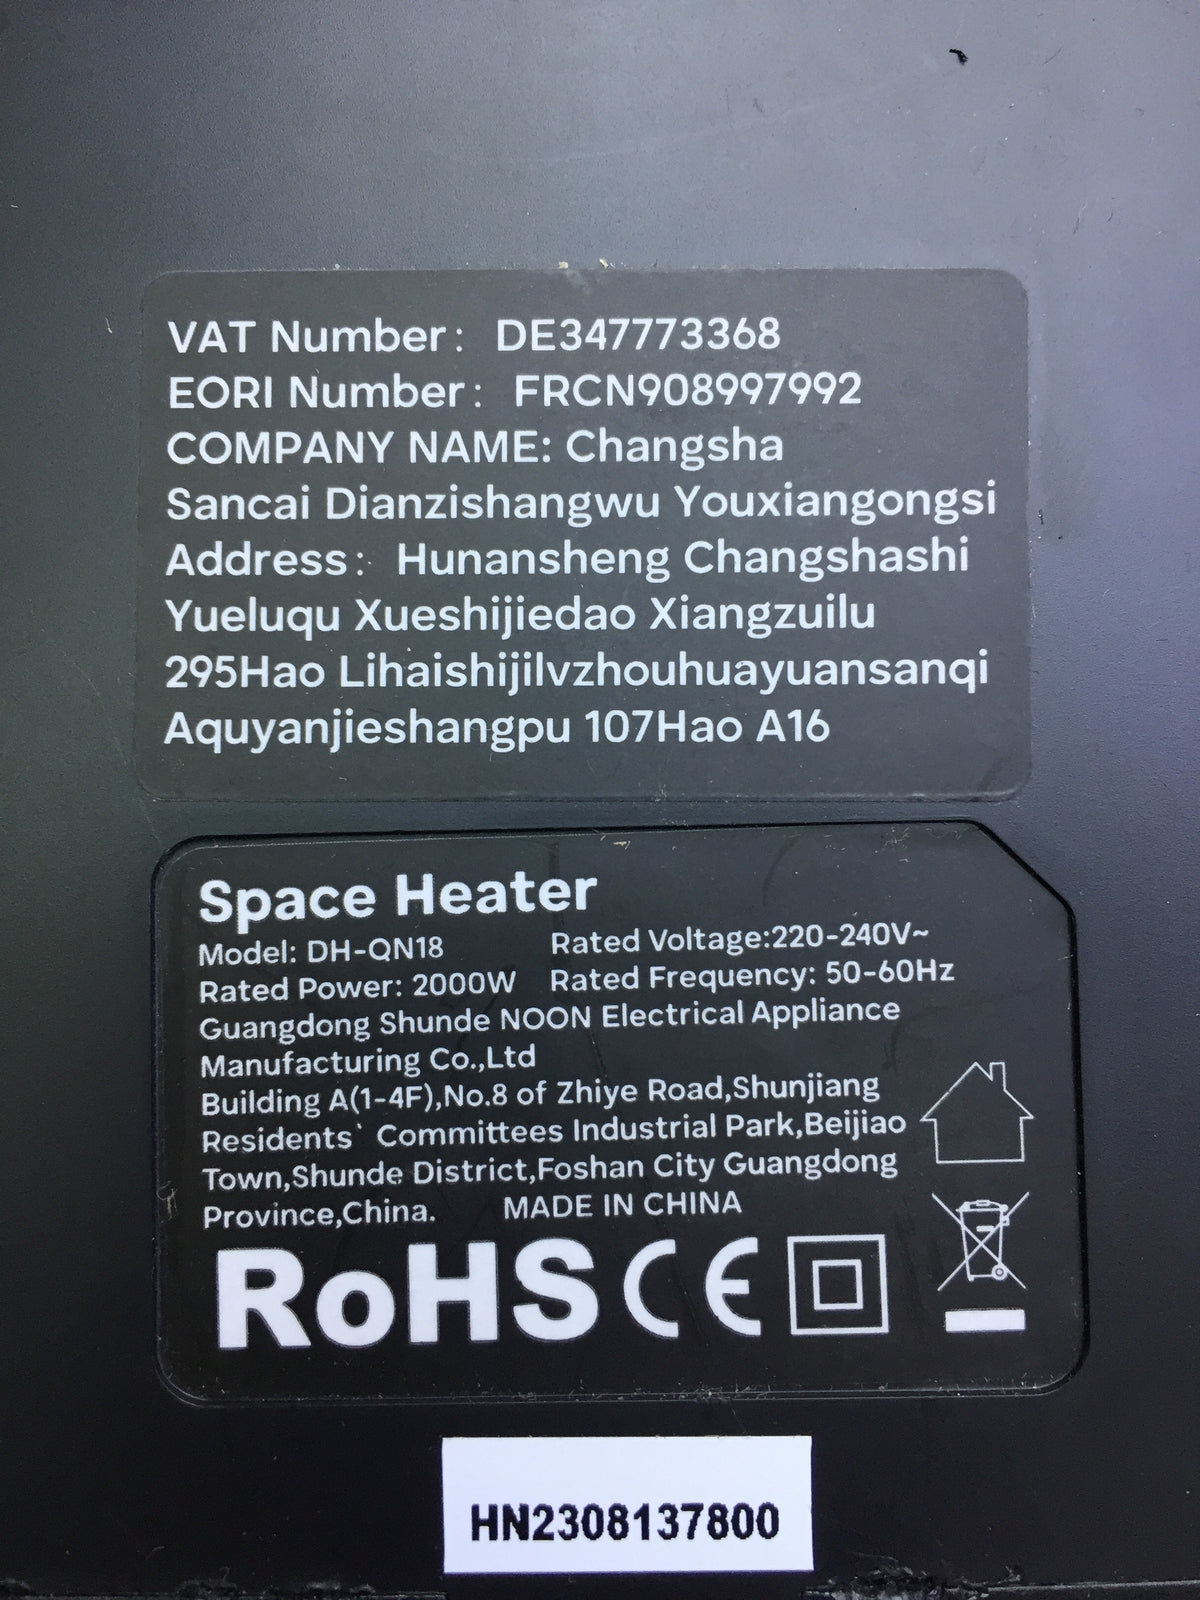 VAT Number: DE347773368
EORI Number: FRCN908997992
COMPANY NAME: Changsha
Sancai Dianzishangwu Youxiangongsi
Address: Hunansheng Changshashi
Yueluqu Xueshijiedao Xiangzuilu
295Hao Lihaishijilvzhouhuayuansanqi
Aquyanjieshangpu 107Hao A16
Space Heater
Model: DH-QN18 Rated Voltage:220-240V~
Rated Power: 2000W Rated Frequency: 50-60Hz
Guangdong Shunde NOON Electrical Appliance
Manufacturing Co.,Ltd
Building A(1-4F),No.8 of Zhiye Road,Shunjiang
Residents` Committees Industrial Park,Beijiao
Town,Shunde District,Foshan City Guangdong
Province,China. MADE IN CHINA
RoHS CE
HN2308137800